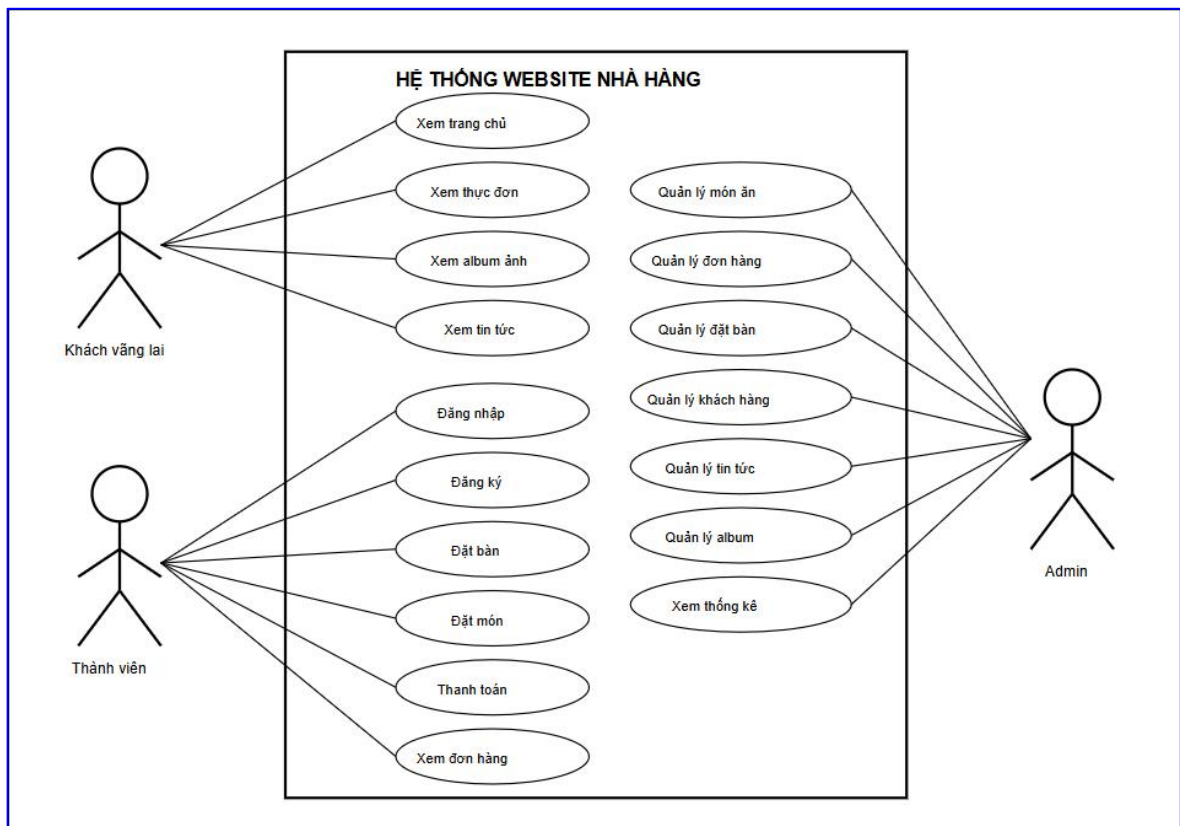 HỆ THỐNG WEBSITE NHÀ HÀNG
Xem trang chủ
Xem thực đơn
Xem album ảnh
Xem tin tức
Khách vãng lai
Đăng nhập
Đăng ký
Đặt bàn
Đặt món
Thanh toán
Xem đơn hàng
Thành viên
Quản lý món ăn
Quản lý đơn hàng
Quản lý đặt bàn
Quản lý khách hàng
Quản lý tin tức
Quản lý album
Xem thống kê
Admin